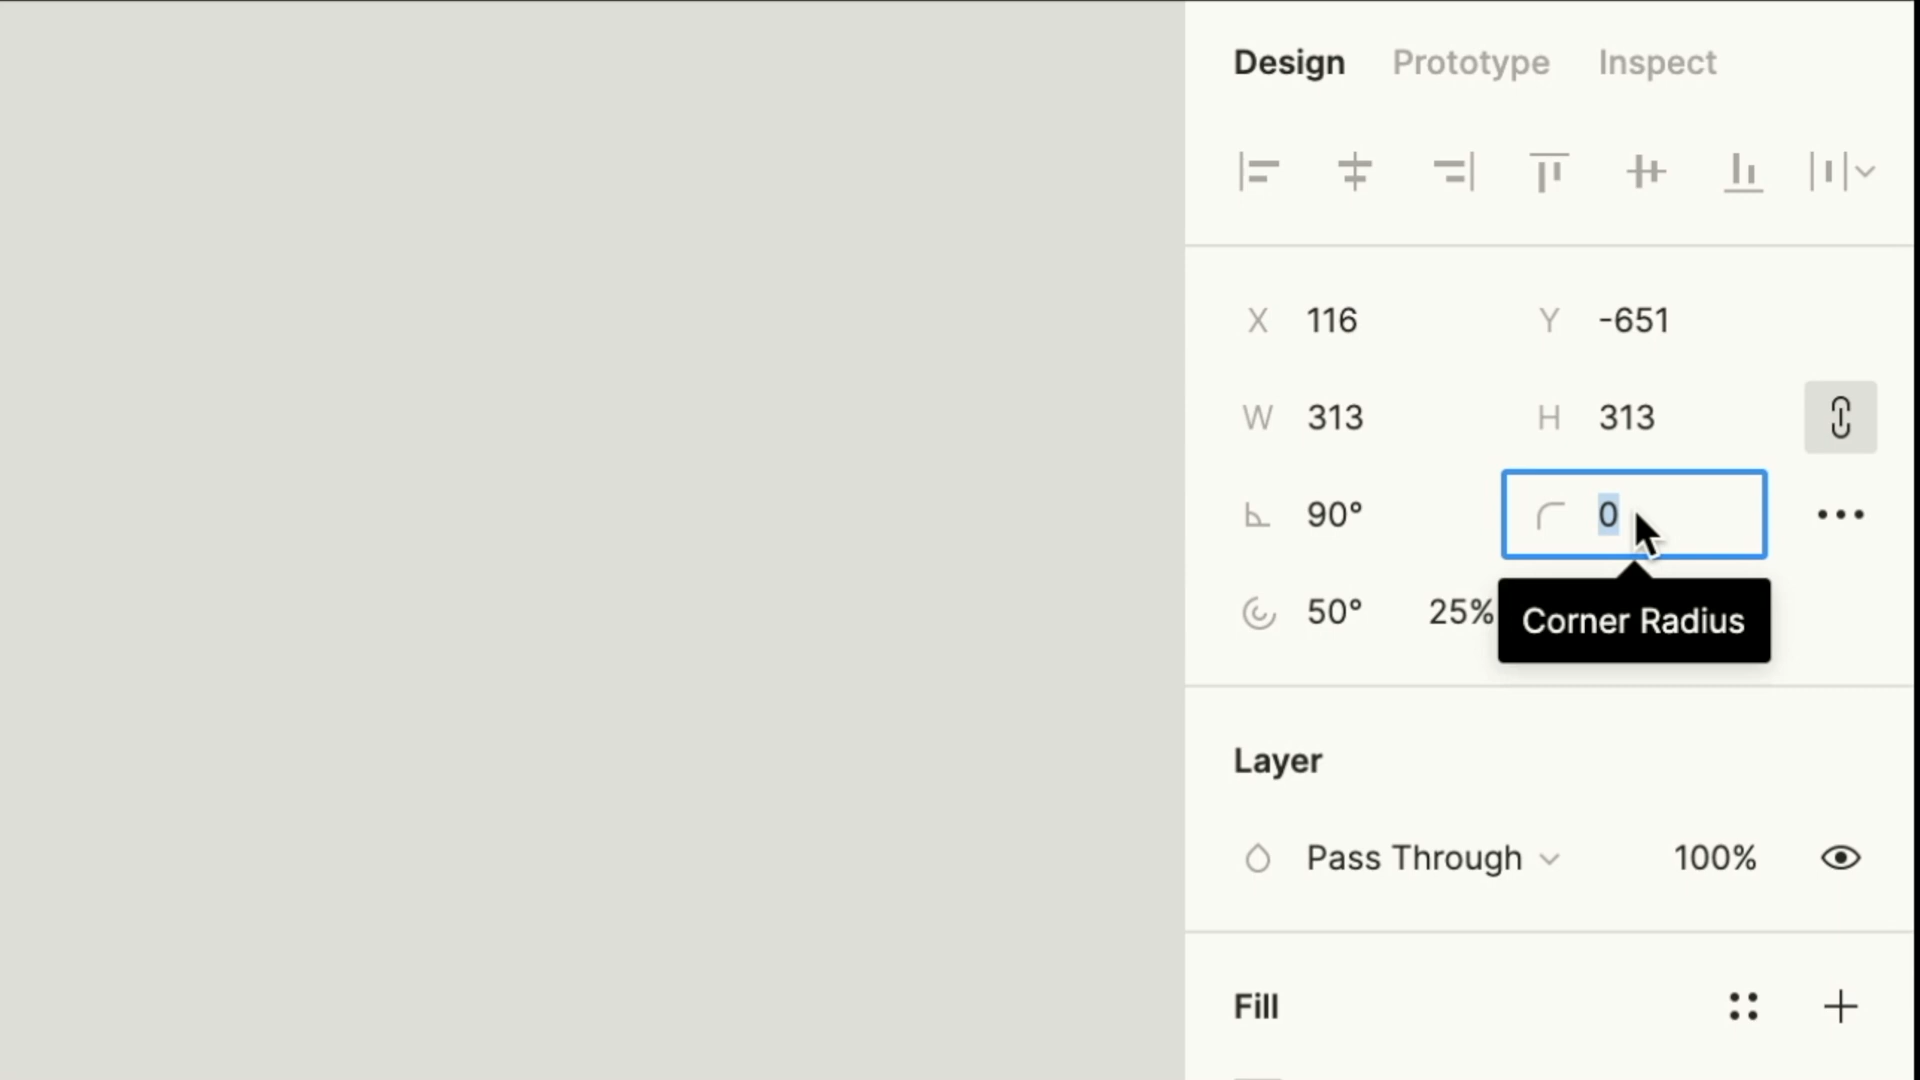 Design Prototype Inspect
X 116 Y -651
W 313 H 313
90° 0
50° 25%
Corner Radius
Layer
Pass Through 100%
Fill